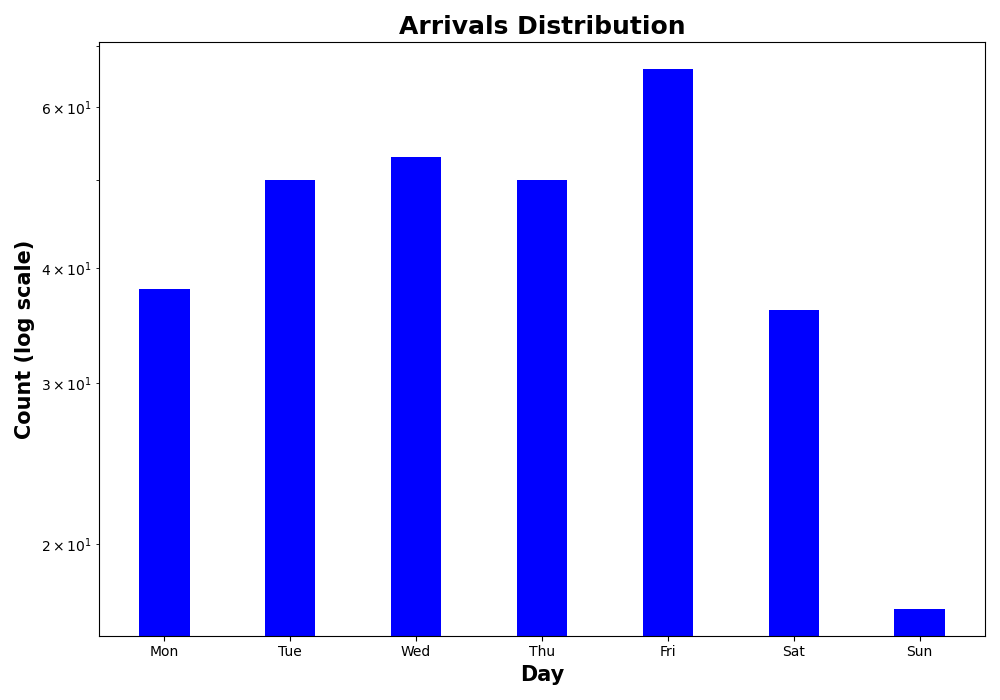 Arrivals Distribution
6 × 10¹
4 × 10¹
3 × 10¹
2 × 10¹
Count (log scale)
Mon Tue Wed Thu Fri Sat Sun
Day